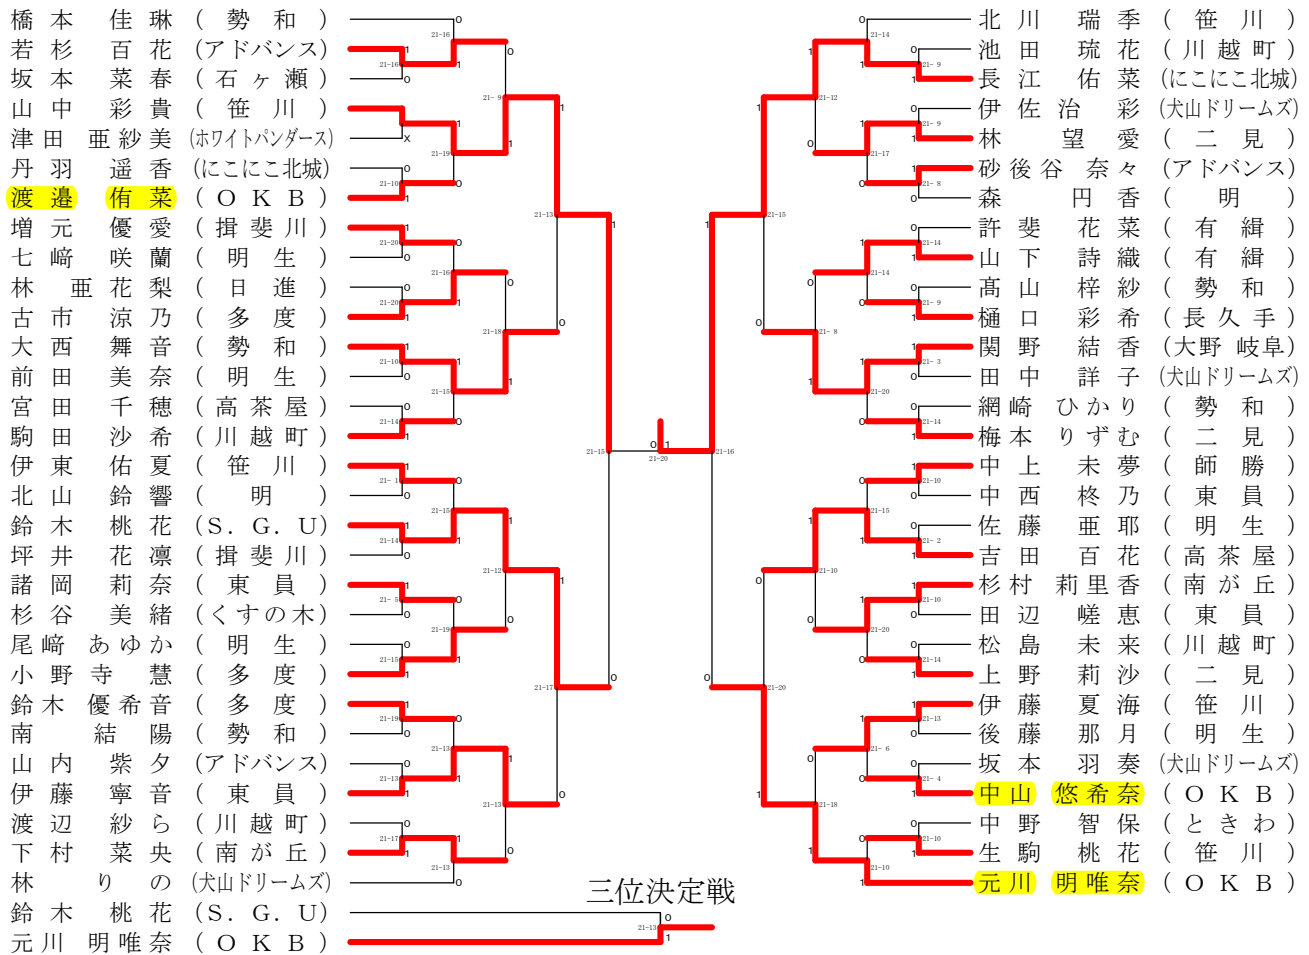 橋本 佳琳 (勢和)
若杉 百花 (アドバンス)
坂本 菜春 (石ヶ瀬)
山中 彩貴 (笹川)
津田 亜紗美 (ホワイトパンダース)
丹羽 遥香 (にこにこ北城)
渡邉 侑菜 (OKB)
増元 優愛 (揖斐川)
七﨑 咲蘭 (明生)
林 亜花梨 (日進)
古市 涼乃 (多度)
大西 舞音 (勢和)
前田 美奈 (明生)
宮田 千穂 (高茶屋)
駒田 沙希 (川越町)
伊東 佑夏 (笹川)
北山 鈴響 (明)
鈴木 桃花 (S.G.U)
坪井 花凛 (揖斐川)
諸岡 莉奈 (東員)
杉谷 美緒 (くすの木)
尾﨑 あゆか (明生)
小野寺 慧 (多度)
鈴木 優希音 (多度)
南 結陽 (勢和)
山内 紫夕 (アドバンス)
伊藤 寧音 (東員)
渡辺 紗ら (川越町)
下村 菜央 (南が丘)
林 りの (犬山ドリームズ)
北川 瑞季 (笹川)
池田 琉花 (川越町)
長江 佑菜 (にこにこ北城)
伊佐治 彩 (犬山ドリームズ)
林 望愛 (二見)
砂後谷 奈々 (アドバンス)
森 円香 (明)
許斐 花菜 (有緝)
山下 詩織 (有緝)
髙山 梓紗 (勢和)
樋口 彩希 (長久手)
関野 結香 (大野 岐阜)
田中 詳子 (犬山ドリームズ)
網崎 ひかり (勢和)
梅本 りずむ (二見)
中上 未夢 (師勝)
中西 柊乃 (東員)
佐藤 亜耶 (明生)
吉田 百花 (高茶屋)
杉村 莉里香 (南が丘)
田辺 嵯恵 (東員)
松島 未来 (川越町)
上野 莉沙 (二見)
伊藤 夏海 (笹川)
後藤 那月 (明生)
坂本 羽奏 (犬山ドリームズ)
中山 悠希奈 (OKB)
中野 智保 (ときわ)
生駒 桃花 (笹川)
元川 明唯奈 (OKB)
三位決定戦
鈴木 桃花 (S.G.U)
元川 明唯奈 (OKB)
21-13
0 1
21-20
21-15
21-16